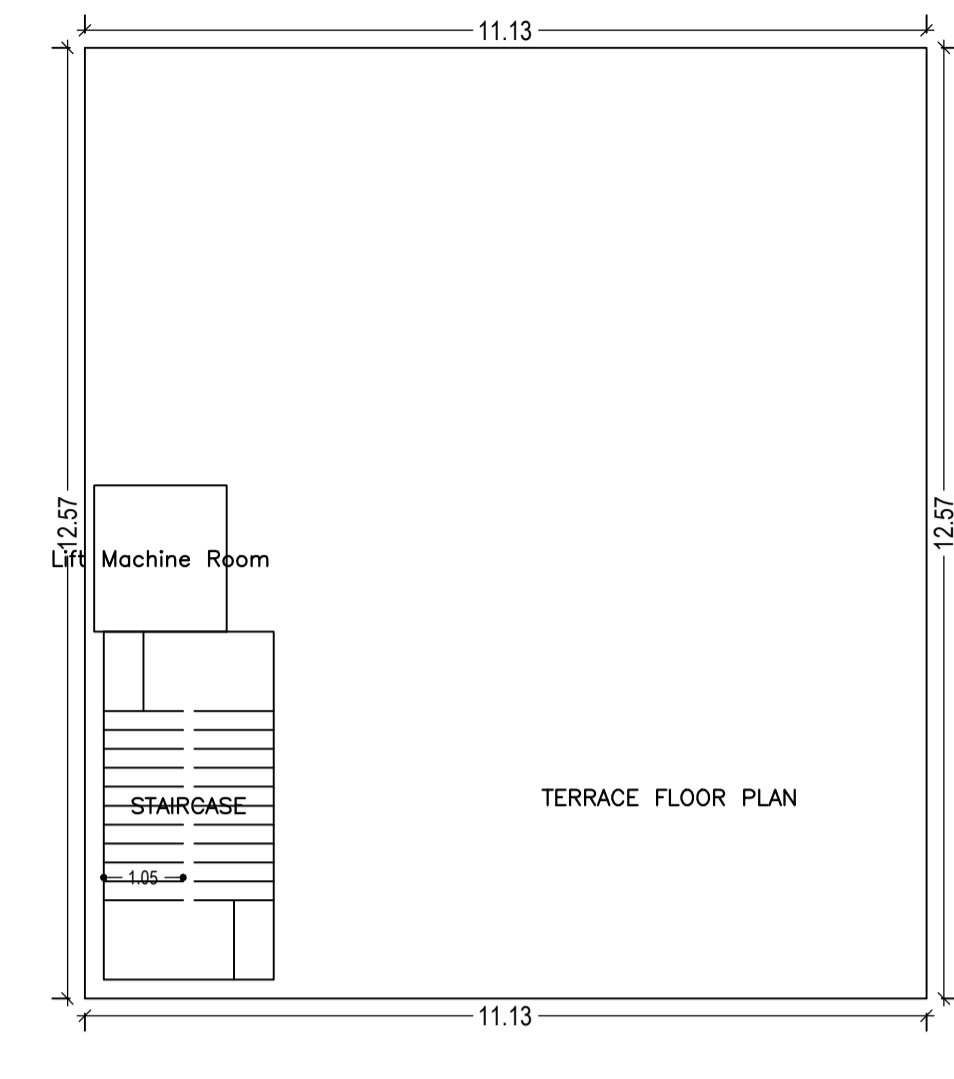 11.13
12.57
12.57
Lift Machine Room
STAIRCASE
TERRACE FLOOR PLAN
1.05
11.13